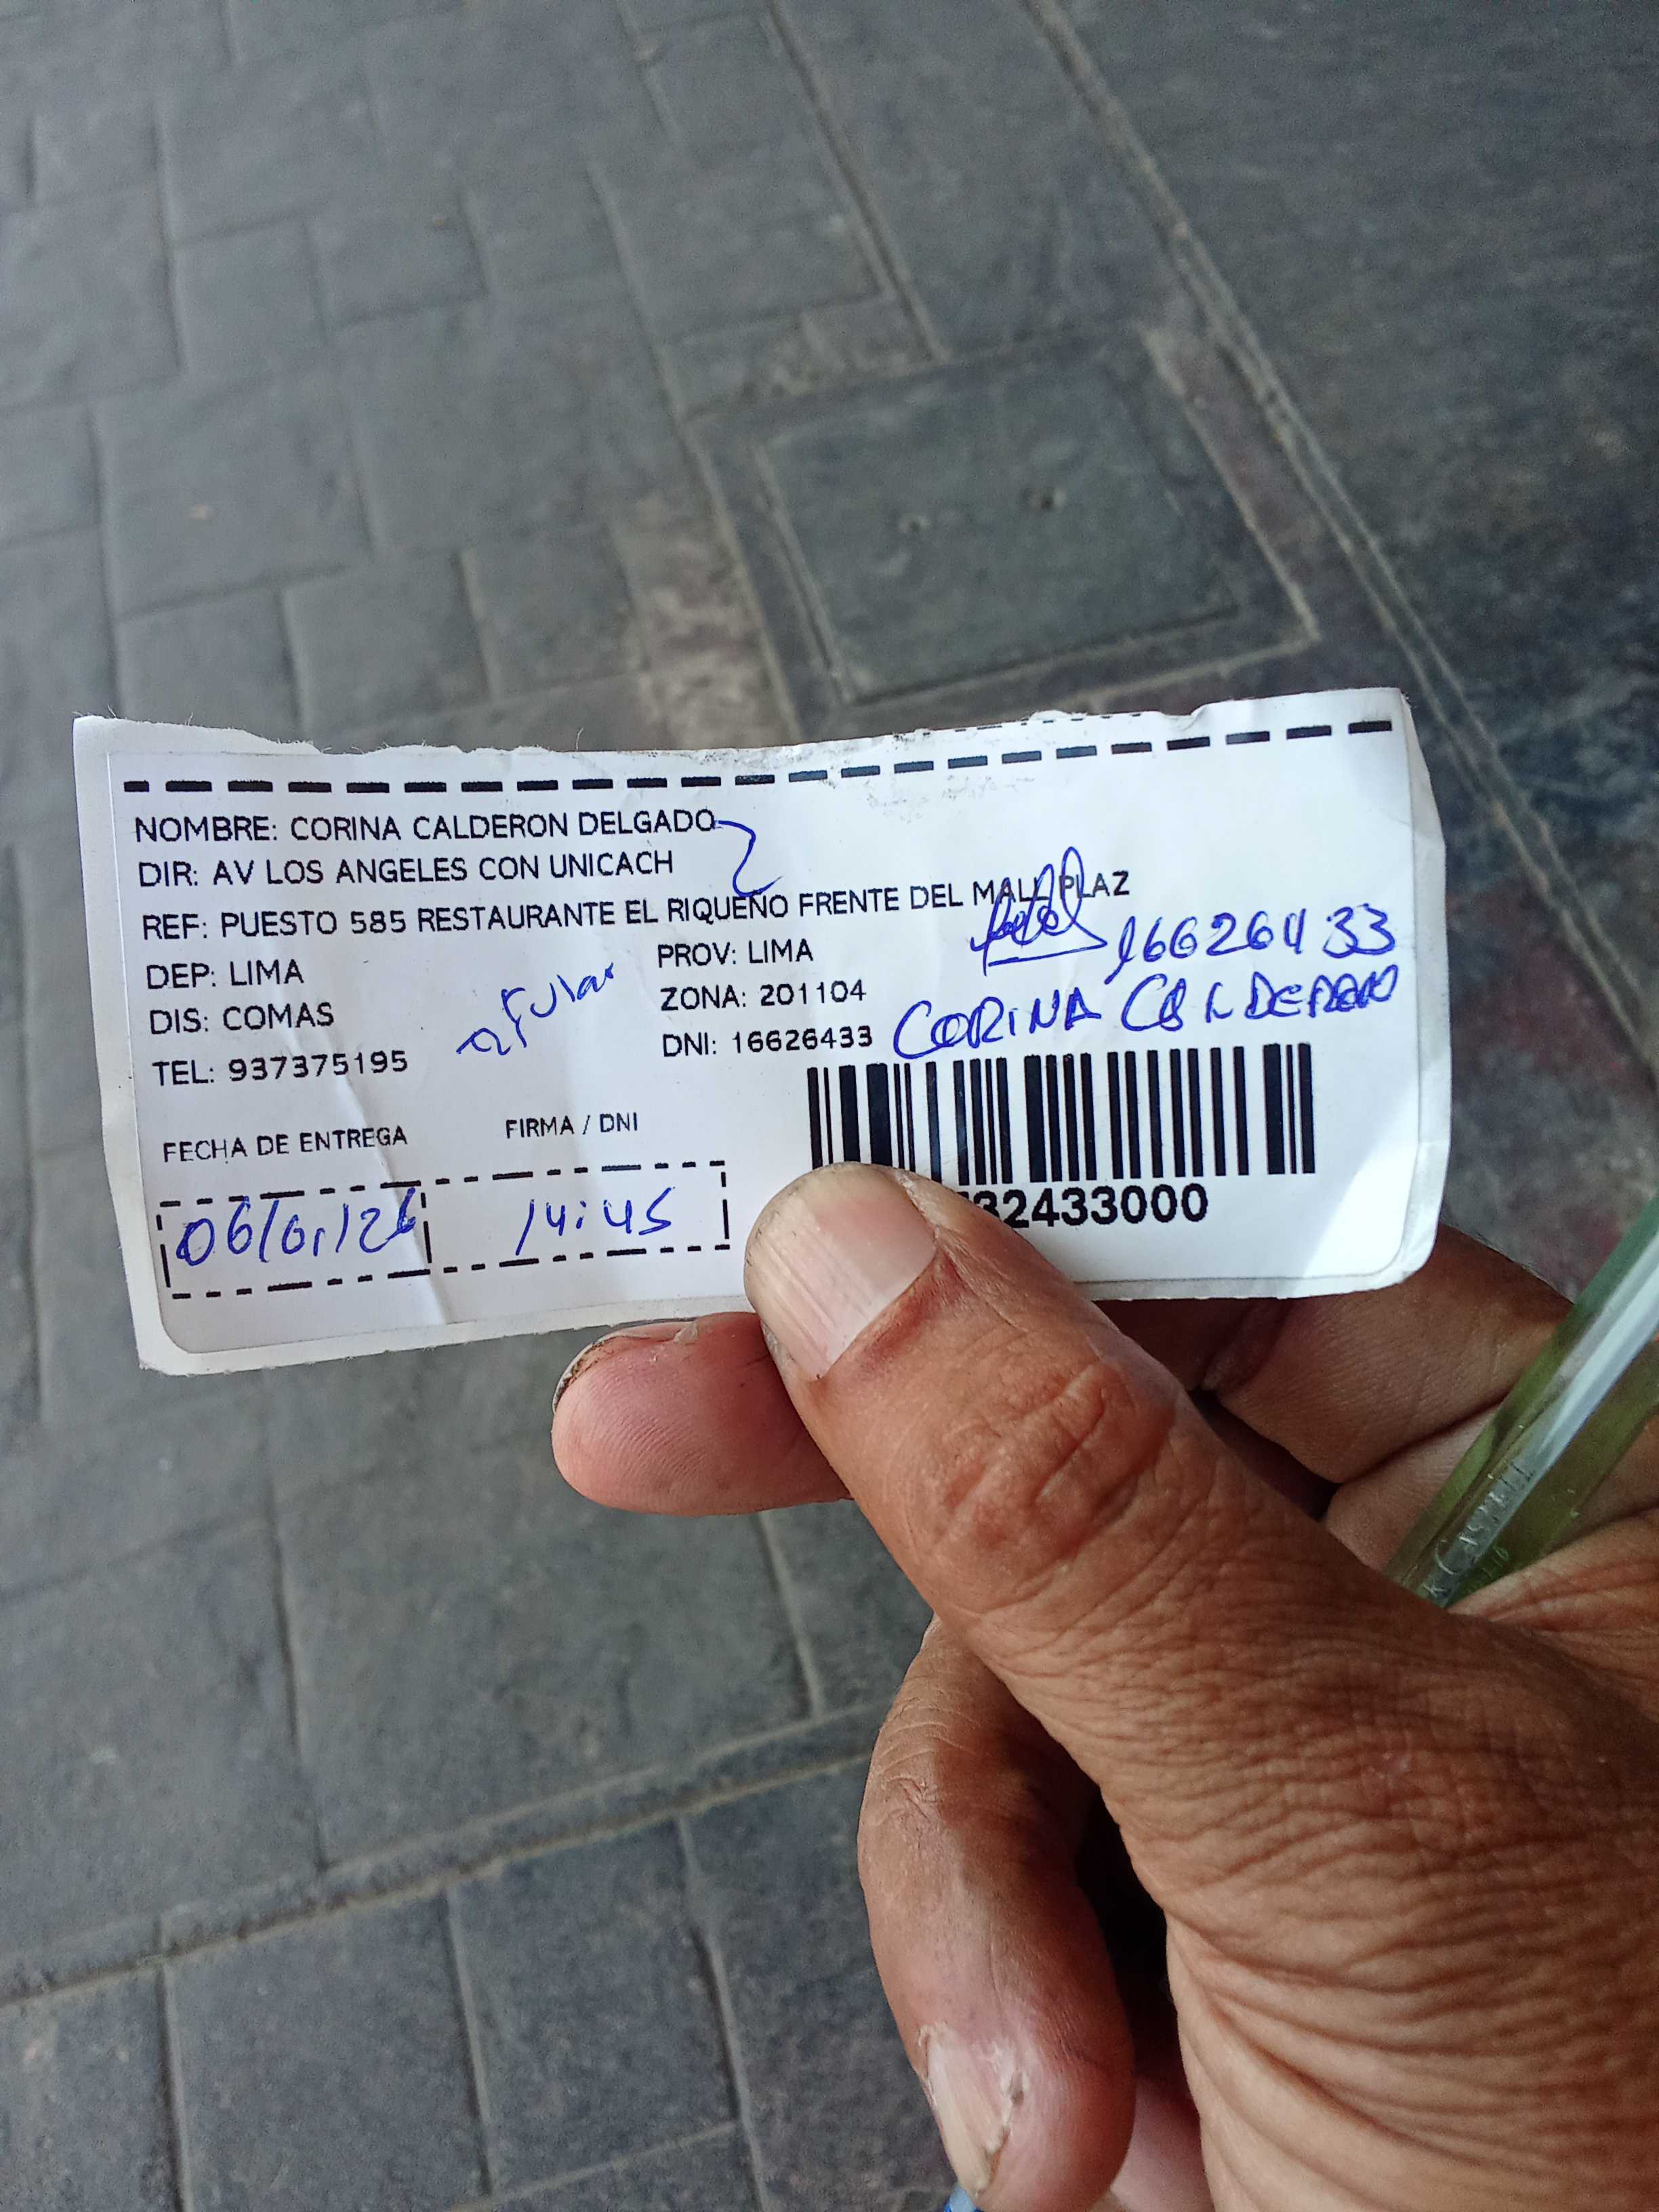 NOMBRE: CORINA CALDERON DELGADO
DIR: AV LOS ANGELES CON UNICACH
REF: PUESTO 585 RESTAURANTE EL RIQUEÑO FRENTE DEL MALL PLAZ
DEP: LIMA
PROV: LIMA
16626433
DIS: COMAS
ZONA: 201104
CORINA CALDERON
TEL: 937375195
DNI: 16626433
FECHA DE ENTREGA
FIRMA / DNI
06/01/26
14:45
32433000